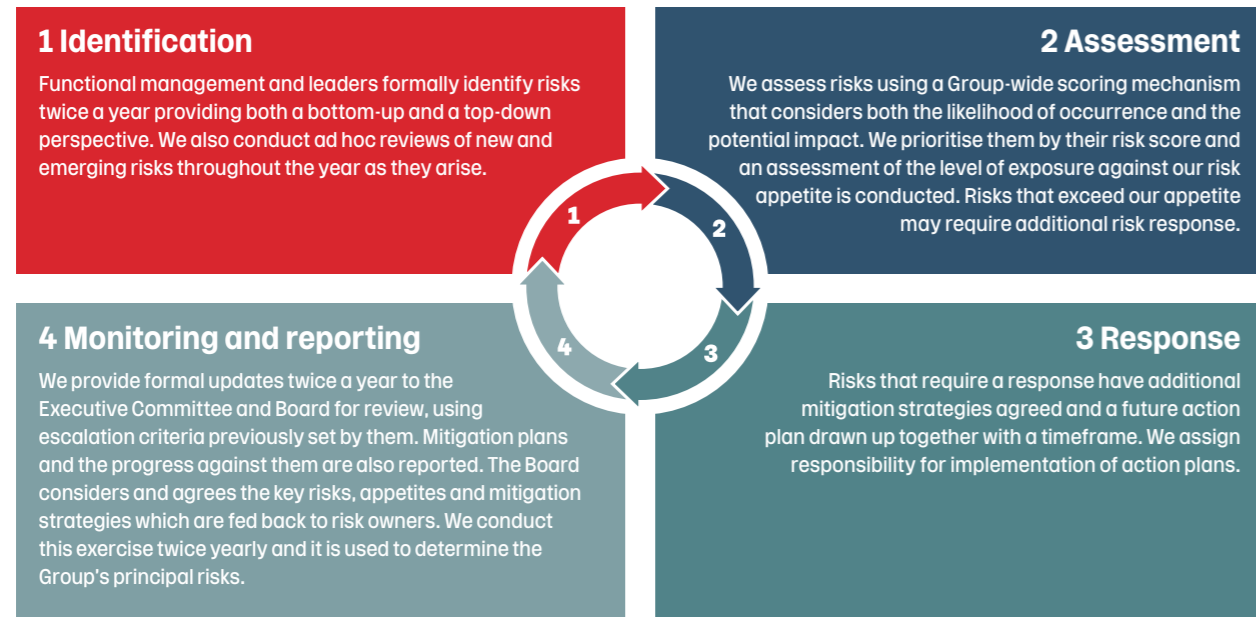 1 Identification
Functional management and leaders formally identify risks
twice a year providing both a bottom-up and a top-down
perspective. We also conduct ad hoc reviews of new and
emerging risks throughout the year as they arise.
2 Assessment
We assess risks using a Group-wide scoring mechanism
that considers both the likelihood of occurrence and the
potential impact. We prioritise them by their risk score and
an assessment of the level of exposure against our risk
appetite is conducted. Risks that exceed our appetite
may require additional risk response.
1
2
3
4
3 Response
Risks that require a response have additional
mitigation strategies agreed and a future action
plan drawn up together with a timeframe. We assign
responsibility for implementation of action plans.
4 Monitoring and reporting
We provide formal updates twice a year to the
Executive Committee and Board for review, using
escalation criteria previously set by them. Mitigation plans
and the progress against them are also reported. The Board
considers and agrees the key risks, appetites and mitigation
strategies which are fed back to risk owners. We conduct
this exercise twice yearly and it is used to determine the
Group's principal risks.